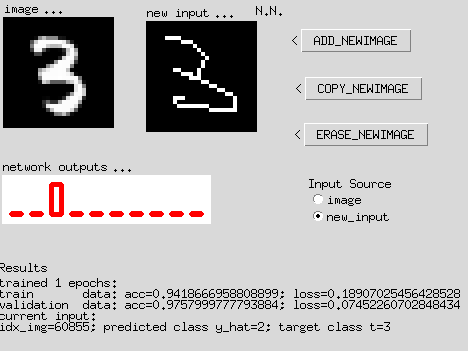 image ...
new input ...
N.N.
3
3
< ADD_NEWIMAGE
< COPY_NEWIMAGE
< ERASE_NEWIMAGE
network outputs ...
Input Source
image
new_input
Results
trained 1 epochs:
train data: acc=0.9418666958808899; loss=0.18907025456428528
validation data: acc=0.9757999777793884; loss=0.07452260702848434
current input:
idx_img=60855; predicted class y_hat=2; target class t=3